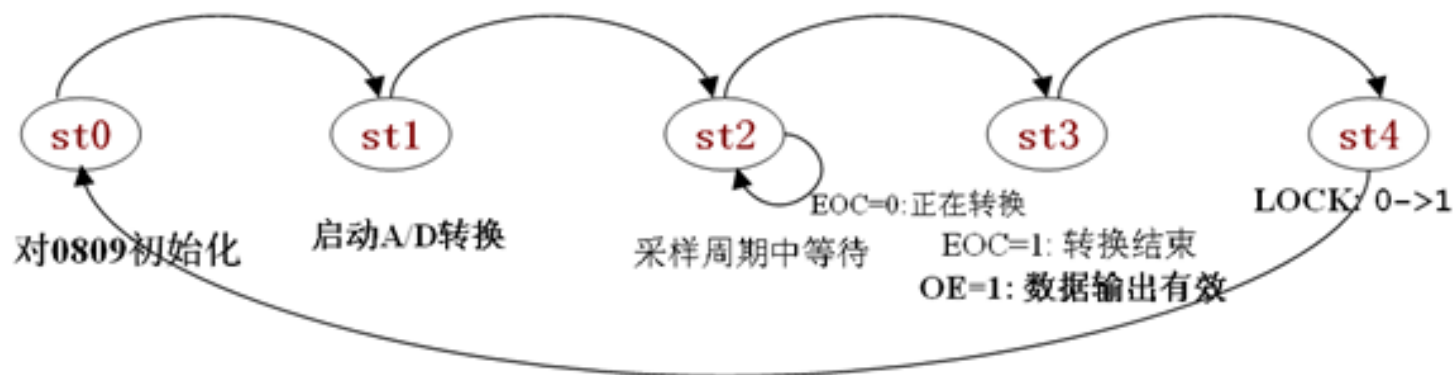 st0
st1
st2
st3
st4
对0809初始化
启动A/D转换
EOC=0:正在转换
采样周期中等待
EOC=1: 转换结束
OE=1: 数据输出有效
LOCK: 0->1